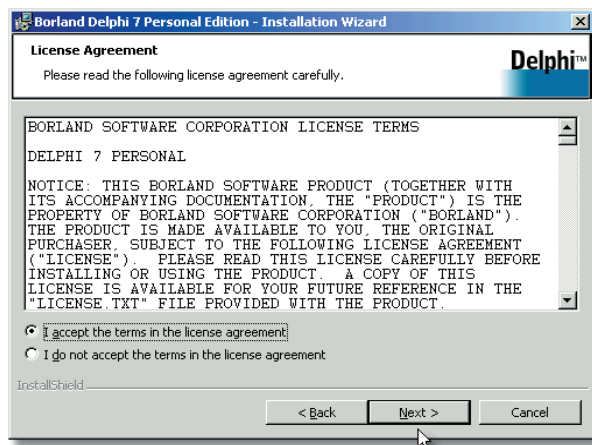 Borland Delphi 7 Personal Edition - Installation Wizard
License Agreement
Please read the following license agreement carefully.
Delphi™
BORLAND SOFTWARE CORPORATION LICENSE TERMS
DELPHI 7 PERSONAL
NOTICE: THIS BORLAND SOFTWARE PRODUCT (TOGETHER WITH
ITS ACCOMPANYING DOCUMENTATION, THE "PRODUCT") IS THE
PROPERTY OF BORLAND SOFTWARE CORPORATION ("BORLAND").
THE PRODUCT IS MADE AVAILABLE TO YOU, THE ORIGINAL
PURCHASER, SUBJECT TO THE FOLLOWING LICENSE AGREEMENT
("LICENSE"). PLEASE READ THIS LICENSE CAREFULLY BEFORE
INSTALLING OR USING THE PRODUCT. A COPY OF THIS
LICENSE IS AVAILABLE FOR YOUR FUTURE REFERENCE IN THE
"LICENSE.TXT" FILE PROVIDED WITH THE PRODUCT.
I accept the terms in the license agreement
I do not accept the terms in the license agreement
InstallShield
< Back Next > Cancel